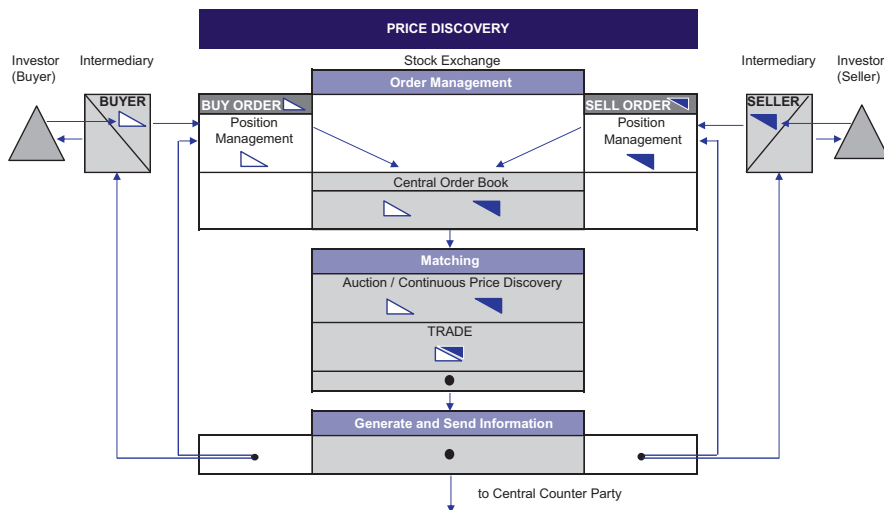 PRICE DISCOVERY
Investor
(Buyer)
Intermediary
Stock Exchange
Intermediary
Investor
(Seller)
Order Management
BUYER
BUY ORDER
SELL ORDER
SELLER
Position
Management
Position
Management
Central Order Book
Matching
Auction / Continuous Price Discovery
TRADE
Generate and Send Information
to Central Counter Party